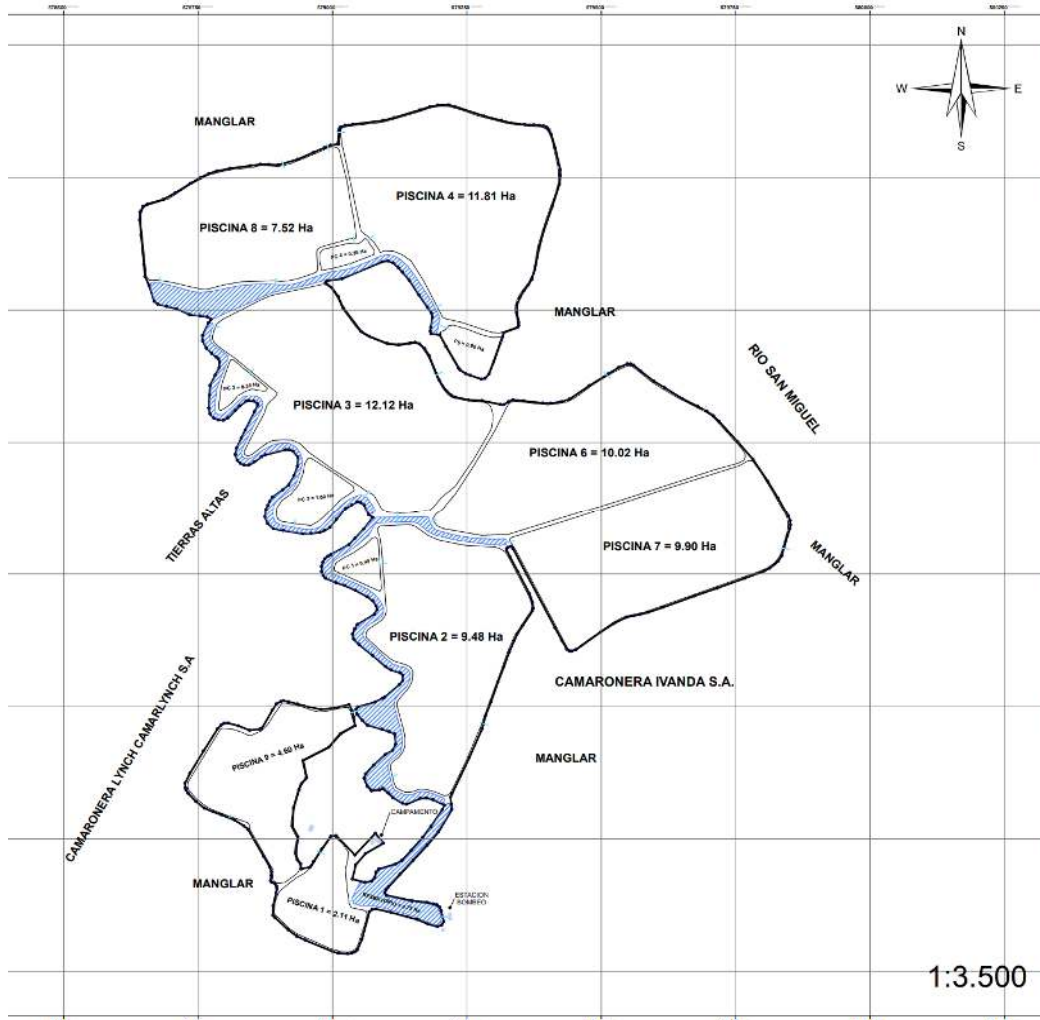 N
W
E
S
MANGLAR
PISCINA 4 = 11.81 Ha
PISCINA 8 = 7.52 Ha
MANGLAR
RIO SAN MIGUEL
PISCINA 3 = 12.12 Ha
PISCINA 6 = 10.02 Ha
TIERRAS ALTAS
PISCINA 7 = 9.90 Ha
MANGLAR
PISCINA 2 = 9.48 Ha
CAMARONERA IVANDA S.A.
CAMARONERA LYNCH CAMARLYNCH S.A
PISCINA 9 = 4.60 Ha
MANGLAR
CAMPAMENTO
MANGLAR
ESTACION
BOMBEO
PISCINA 1 = 2.11 Ha
1:3.500